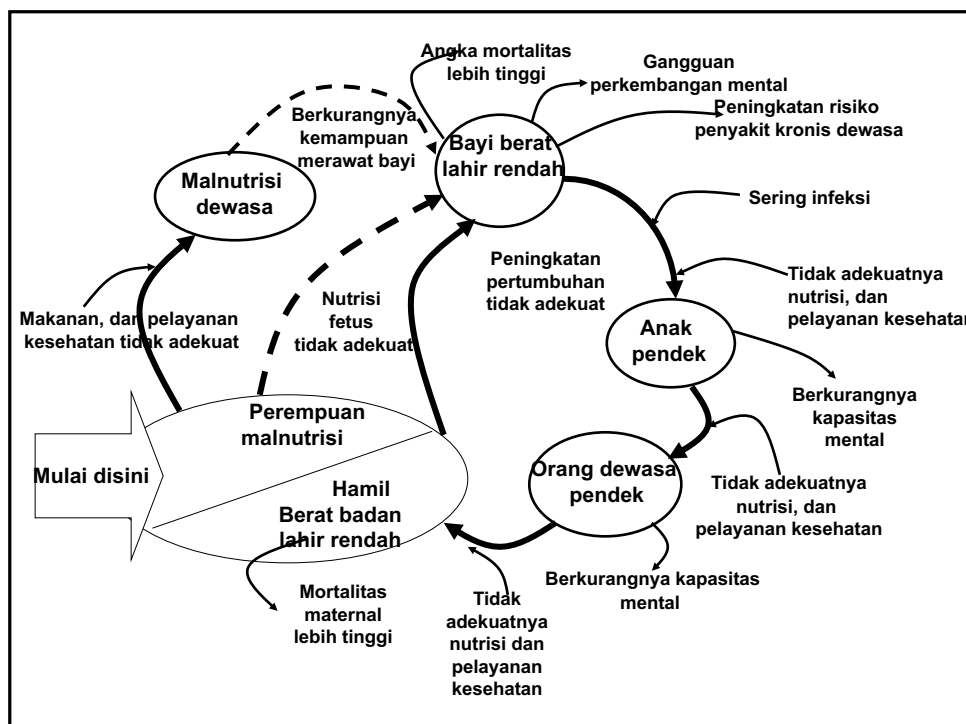 Angka mortalitas
lebih tinggi
Gangguan
perkembangan mental
Peningkatan risiko
penyakit kronis dewasa
Berkurangnya
kemampuan
merawat bayi
Bayi berat
lahir rendah
Malnutrisi
dewasa
Sering infeksi
Peningkatan
pertumbuhan
tidak adekuat
Tidak adekuatnya
nutrisi, dan
pelayanan kesehatan
Nutrisi
fetus
tidak adekuat
Makanan, dan pelayanan
kesehatan tidak adekuat
Anak
pendek
Berkurangnya
kapasitas
mental
Perempuan
malnutrisi
Mulai disini
Hamil
Berat badan
lahir rendah
Orang dewasa
pendek
Tidak adekuatnya
nutrisi, dan
pelayanan kesehatan
Berkurangnya kapasitas
mental
Mortalitas
maternal
lebih tinggi
Tidak
adekuatnya
nutrisi dan
pelayanan
kesehatan